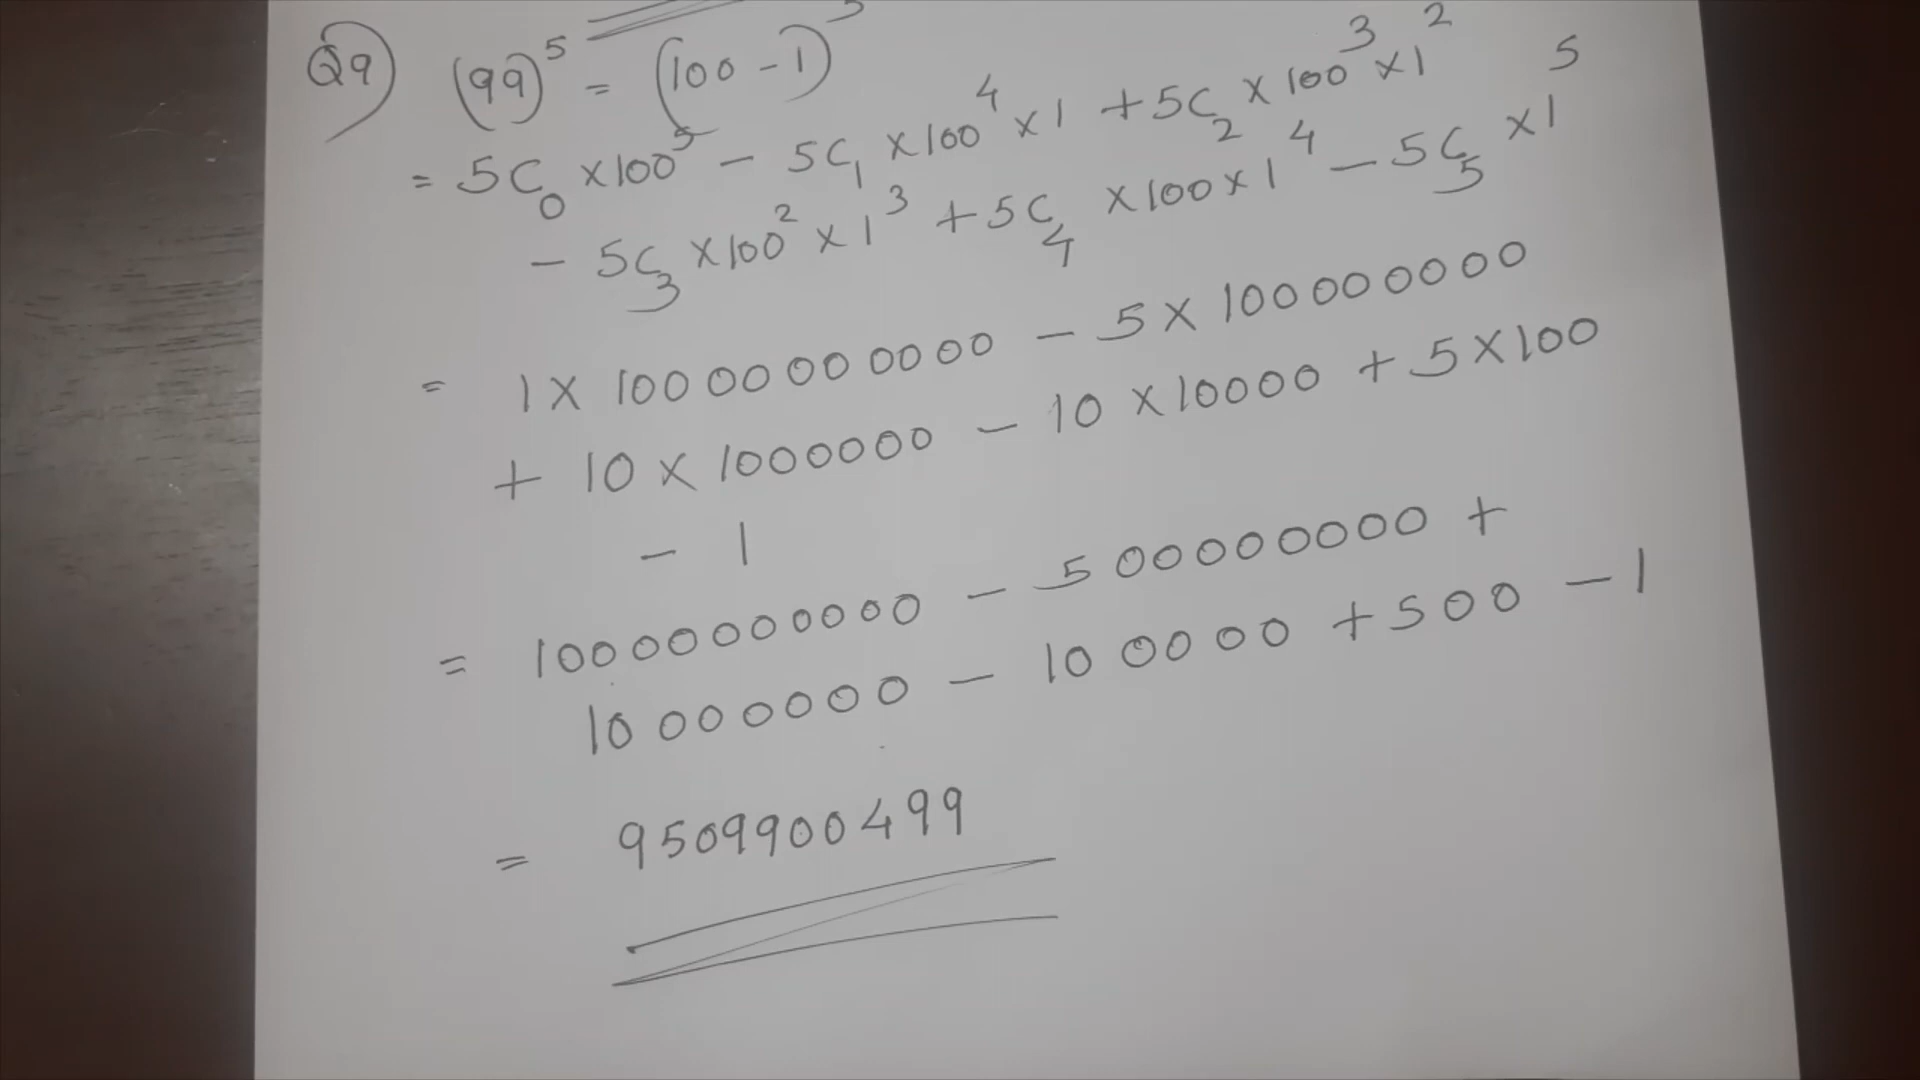 Q9) (99)^5 = (100 - 1)^5
= 5C0 × 100^5 - 5C1 × 100^4 × 1 + 5C2 × 100^3 × 1^2
- 5C3 × 100^2 × 1^3 + 5C4 × 100 × 1^4 - 5C5 × 1^5
= 1 × 10000000000 - 5 × 100000000
+ 10 × 1000000 - 10 × 10000 + 5 × 100
- 1
= 10000000000 - 500000000 +
10000000 - 100000 + 500 - 1
= 9509900499